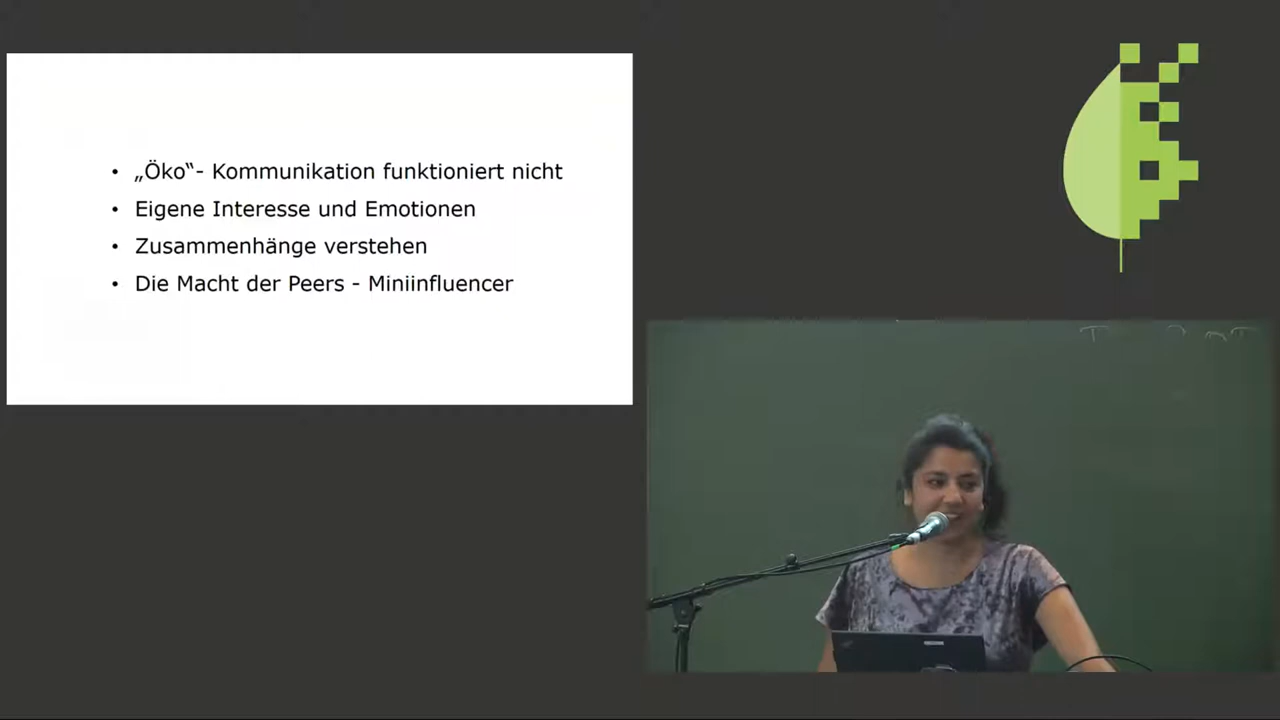 • „Öko“- Kommunikation funktioniert nicht
• Eigene Interesse und Emotionen
• Zusammenhänge verstehen
• Die Macht der Peers - Miniinfluencer